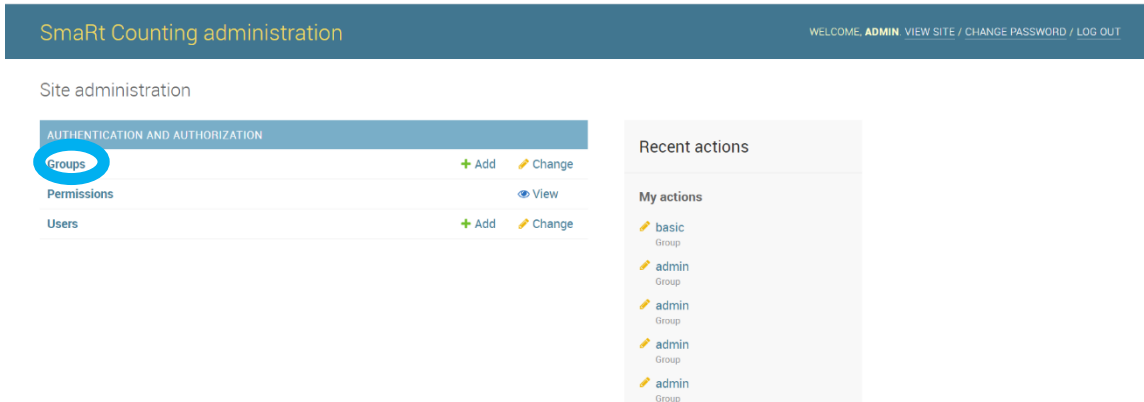 SmaRt Counting administration
WELCOME, ADMIN. VIEW SITE / CHANGE PASSWORD / LOG OUT
Site administration
AUTHENTICATION AND AUTHORIZATION
Groups + Add Change
Permissions View
Users + Add Change
Recent actions
My actions
basic
Group
admin
Group
admin
Group
admin
Group
admin
Group